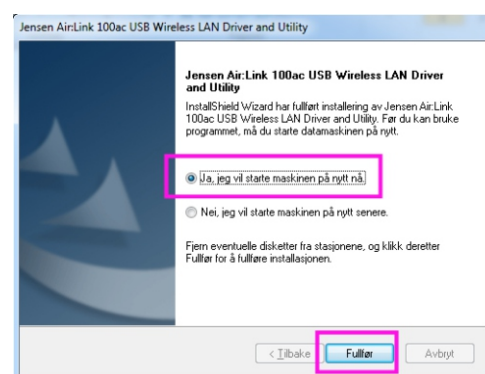 Jensen Air:Link 100ac USB Wireless LAN Driver and Utility
Jensen Air:Link 100ac USB Wireless LAN Driver
and Utility
InstallShield Wizard har fullført installering av Jensen Air:Link
100ac USB Wireless LAN Driver and Utility. Før du kan bruke
programmet, må du starte datamaskinen på nytt.
Ja, jeg vil starte maskinen på nytt nå.
Nei, jeg vil starte maskinen på nytt senere.
Fjern eventuelle disketter fra stasjonene, og klikk deretter
Fullfør for å fullføre installasjonen.
< Tilbake
Fullfør
Avbryt